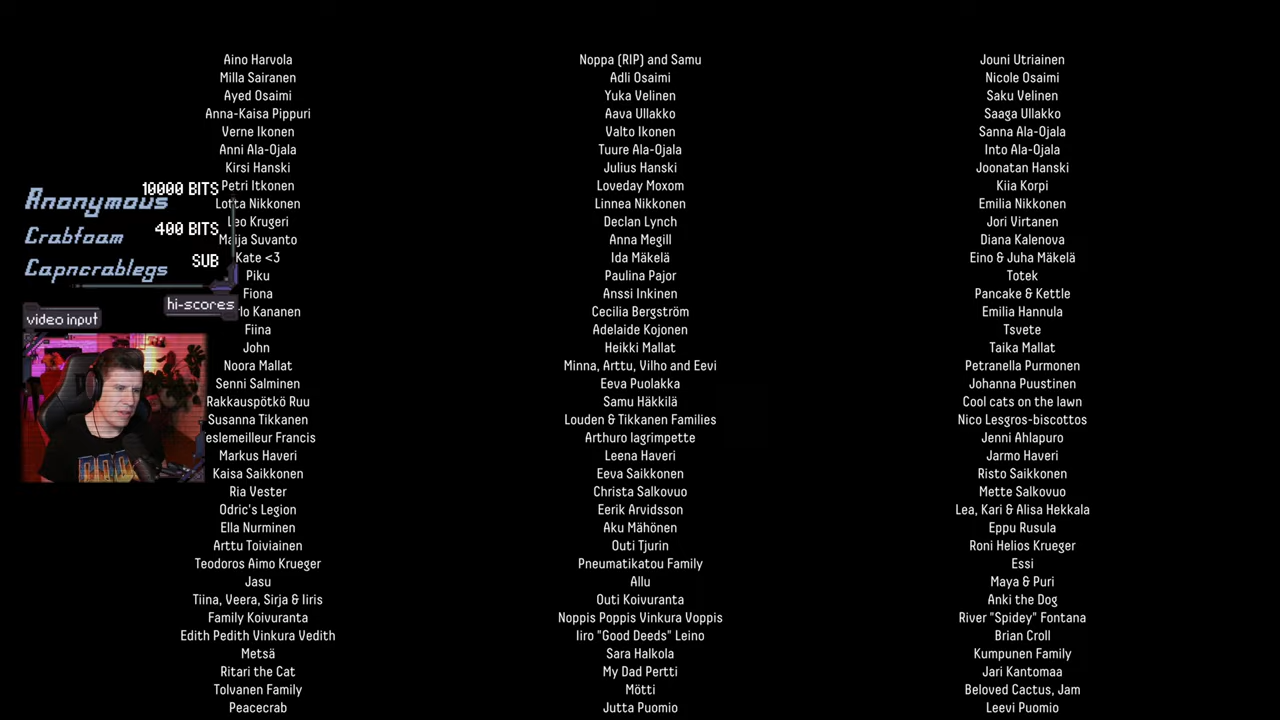 Aino Harvola
Noppa (RIP) and Samu
Jouni Utriainen
Milla Sairanen
Adli Osaimi
Nicole Osaimi
Ayed Osaimi
Yuka Velinen
Saku Velinen
Anna-Kaisa Pippuri
Aava Ullakko
Saaga Ullakko
Verne Ikonen
Valto Ikonen
Sanna Ala-Ojala
Anni Ala-Ojala
Tuure Ala-Ojala
Into Ala-Ojala
Kirsi Hanski
Julius Hanski
Joonatan Hanski
Petri Itkonen
Loveday Moxom
Kiia Korpi
Lotta Nikkonen
Linnea Nikkonen
Emilia Nikkonen
Leo Krugeri
Declan Lynch
Jori Virtanen
Maija Suvanto
Anna Megill
Diana Kalenova
Kate <3
Ida Mäkelä
Eino & Juha Mäkelä
Piku
Paulina Pajor
Totek
Fiona
Anssi Inkinen
Pancake & Kettle
Kananen
Cecilia Bergström
Emilia Hannula
Fiina
Adelaide Kojonen
Tsvete
John
Heikki Mallat
Taika Mallat
Noora Mallat
Minna, Arttu, Vilho and Eevi
Petranella Purmonen
Senni Salminen
Eeva Puolakka
Johanna Puustinen
Rakkauspötkö Ruu
Samu Häkkilä
Cool cats on the lawn
Susanna Tikkanen
Louden & Tikkanen Families
Nico Lesgros-biscottos
eslemeilleur Francis
Arthuro lagrimpette
Jenni Ahlapuro
Markus Haveri
Leena Haveri
Jarmo Haveri
Kaisa Saikkonen
Eeva Saikkonen
Risto Saikkonen
Ria Vester
Christa Salkovuo
Mette Salkovuo
Odric's Legion
Eerik Arvidsson
Lea, Kari & Alisa Hekkala
Ella Nurminen
Aku Mähönen
Eppu Rusula
Arttu Toiviainen
Outi Tjurin
Roni Helios Krueger
Teodoros Aimo Krueger
Pneumatikatou Family
Essi
Jasu
Allu
Maya & Puri
Tiina, Veera, Sirja & Iiris
Outi Koivuranta
Anki the Dog
Family Koivuranta
Noppis Poppis Vinkura Voppis
River "Spidey" Fontana
Edith Pedith Vinkura Vedith
Iiro "Good Deeds" Leino
Brian Croll
Metsä
Sara Halkola
Kumpunen Family
Ritari the Cat
My Dad Pertti
Jari Kantomaa
Tolvanen Family
Mötti
Beloved Cactus, Jam
Peacecrab
Jutta Puomio
Leevi Puomio
Anonymous 10000 BITS
Crabfoam 400 BITS
Capncrablegs SUB
hi-scores
video input